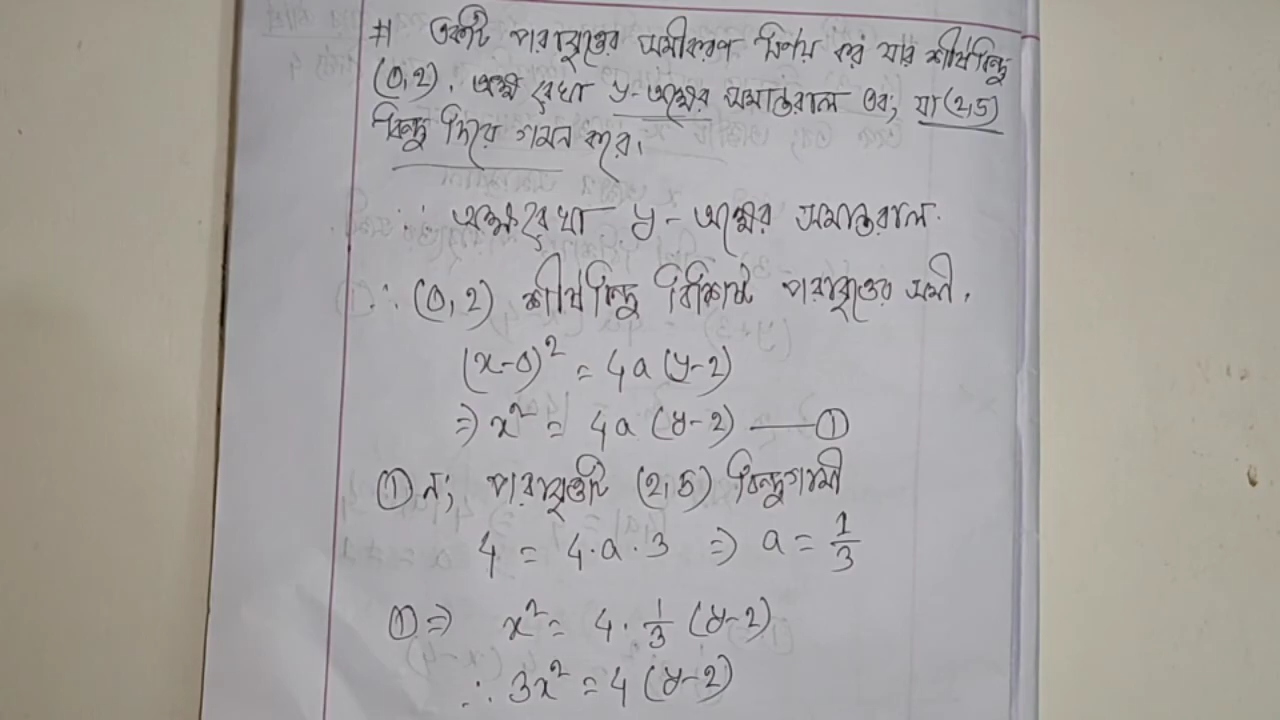 # একটি পরাবৃত্তের সমীকরণ নির্ণয় কর যার শীর্ষবিন্দু
(0,2), অক্ষ রেখা y-অক্ষের সমান্তরাল এবং যা (2,5)
বিন্দু দিয়ে গমন করে।
∵ অক্ষরেখা y - অক্ষের সমান্তরাল.
∴ (0,2) শীর্ষবিন্দু বিশিষ্ট পরাবৃত্তের সমী.
(x-0)² = 4a (y-2)
⇒ x² = 4a (y-2) —— ①
① নং পরাবৃত্তটি (2,5) বিন্দুগামী
4 = 4·a·3 ⇒ a = 1/3
① ⇒ x² = 4·1/3 (y-2)
∴ 3x² = 4 (y-2)